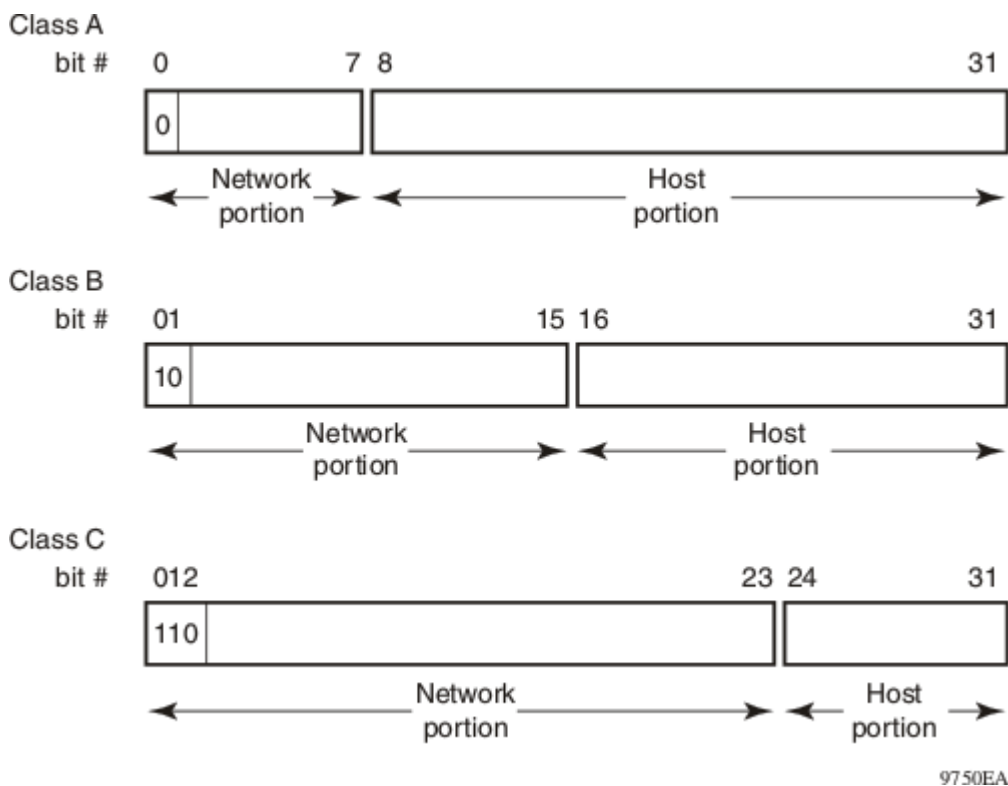 Class A
bit # 0 7 8 31
0
Network portion
Host portion
Class B
bit # 01 15 16 31
10
Network portion
Host portion
Class C
bit # 012 23 24 31
110
Network portion
Host portion
9750EA